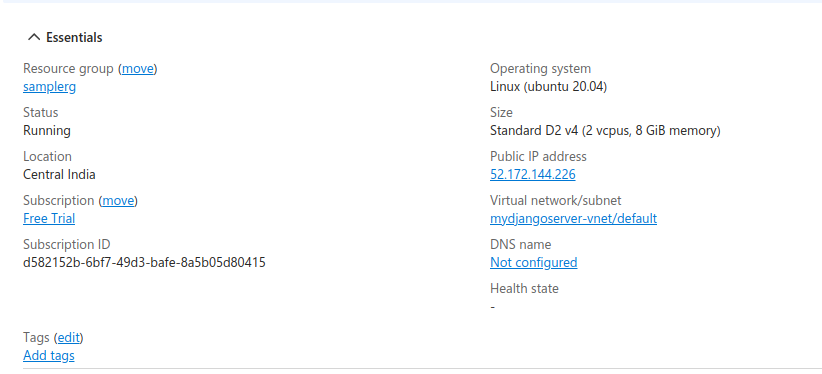 Essentials
Resource group (move)
samplerg
Status
Running
Location
Central India
Subscription (move)
Free Trial
Subscription ID
d582152b-6bf7-49d3-bafe-8a5b05d80415
Operating system
Linux (ubuntu 20.04)
Size
Standard D2 v4 (2 vcpus, 8 GiB memory)
Public IP address
52.172.144.226
Virtual network/subnet
mydjangoserver-vnet/default
DNS name
Not configured
Health state
-
Tags (edit)
Add tags